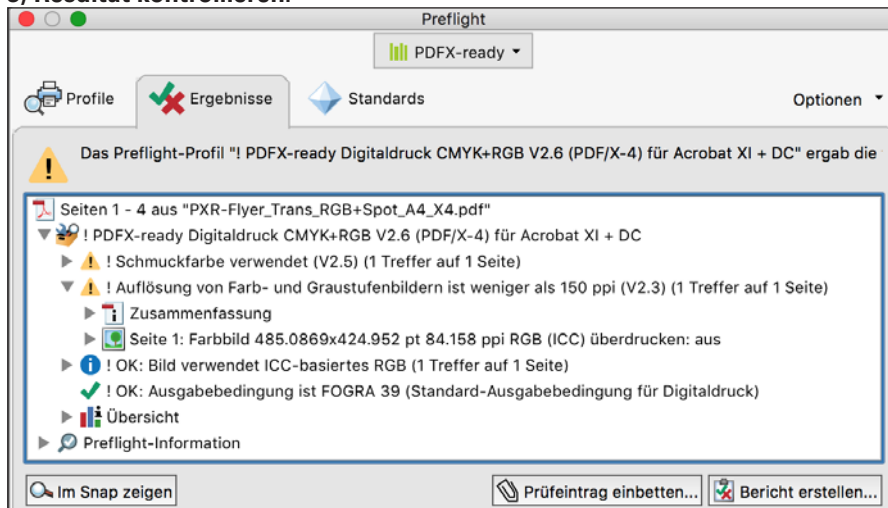 Preflight
PDFX-ready
Profile
Ergebnisse
Standards
Optionen
Das Preflight-Profil "! PDFX-ready Digitaldruck CMYK+RGB V2.6 (PDF/X-4) für Acrobat XI + DC" ergab die
Seiten 1 - 4 aus "PXR-Flyer_Trans_RGB+Spot_A4_X4.pdf"
! PDFX-ready Digitaldruck CMYK+RGB V2.6 (PDF/X-4) für Acrobat XI + DC
! Schmuckfarbe verwendet (V2.5) (1 Treffer auf 1 Seite)
! Auflösung von Farb- und Graustufenbildern ist weniger als 150 ppi (V2.3) (1 Treffer auf 1 Seite)
Zusammenfassung
Seite 1: Farbbild 485.0869x424.952 pt 84.158 ppi RGB (ICC) überdrucken: aus
! OK: Bild verwendet ICC-basiertes RGB (1 Treffer auf 1 Seite)
! OK: Ausgabebedingung ist FOGRA 39 (Standard-Ausgabebedingung für Digitaldruck)
Übersicht
Preflight-Information
Im Snap zeigen
Prüfeintrag einbetten...
Bericht erstellen...